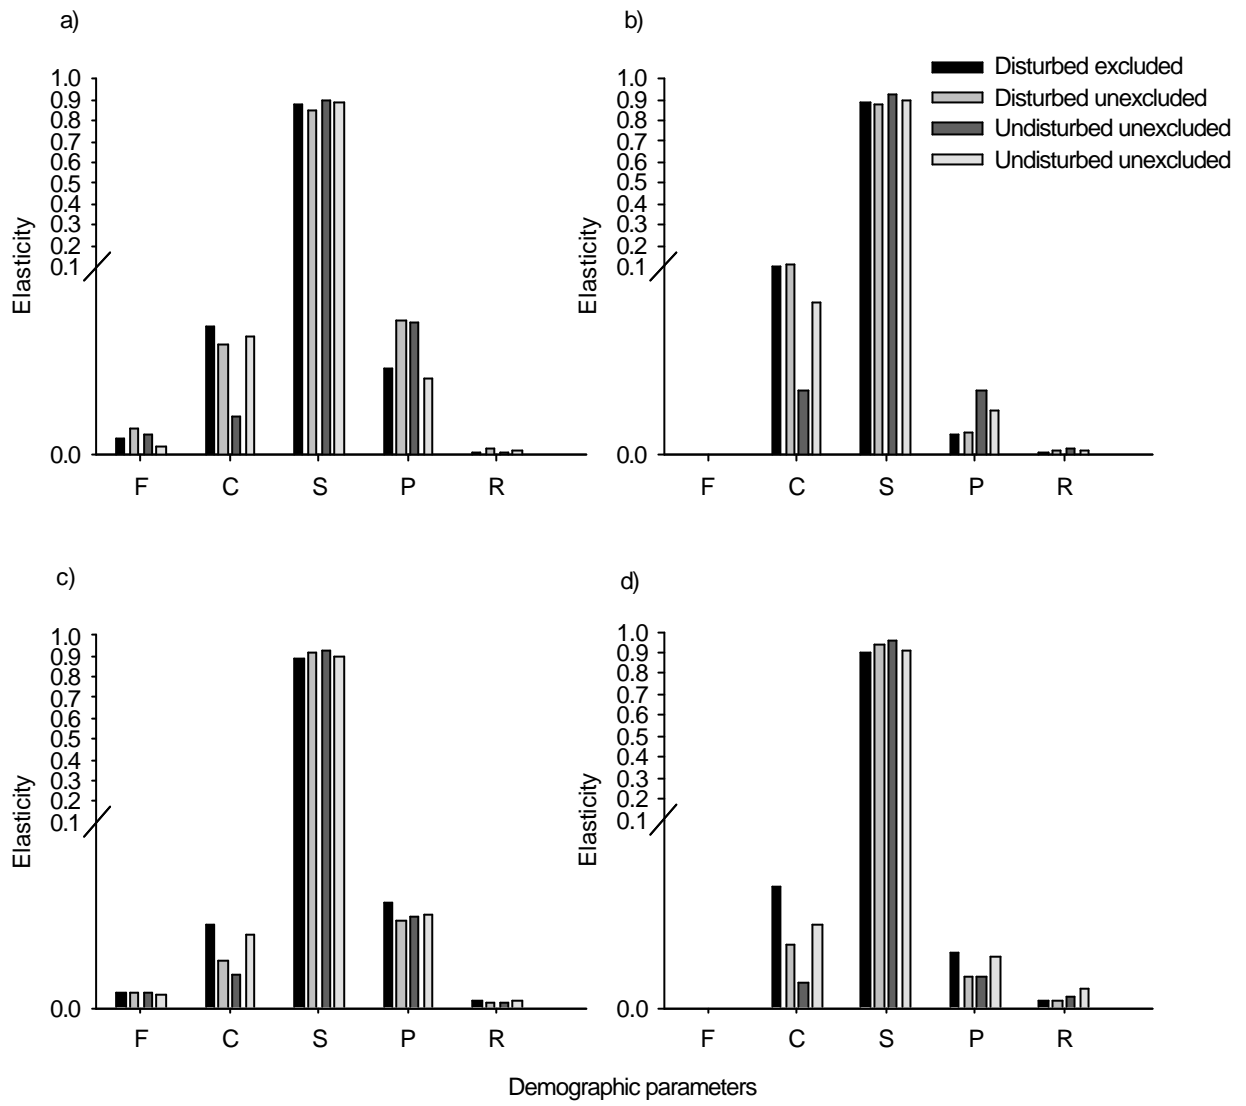 a)
1.0
0.9
0.8
0.7
0.6
0.5
0.4
0.3
0.2
0.1
0.0
Elasticity
F C S P R
b)
Disturbed excluded
Disturbed unexcluded
Undisturbed unexcluded
Undisturbed unexcluded
1.0
0.9
0.8
0.7
0.6
0.5
0.4
0.3
0.2
0.1
0.0
Elasticity
F C S P R
c)
1.0
0.9
0.8
0.7
0.6
0.5
0.4
0.3
0.2
0.1
0.0
Elasticity
F C S P R
d)
1.0
0.9
0.8
0.7
0.6
0.5
0.4
0.3
0.2
0.1
0.0
Elasticity
F C S P R
Demographic parameters